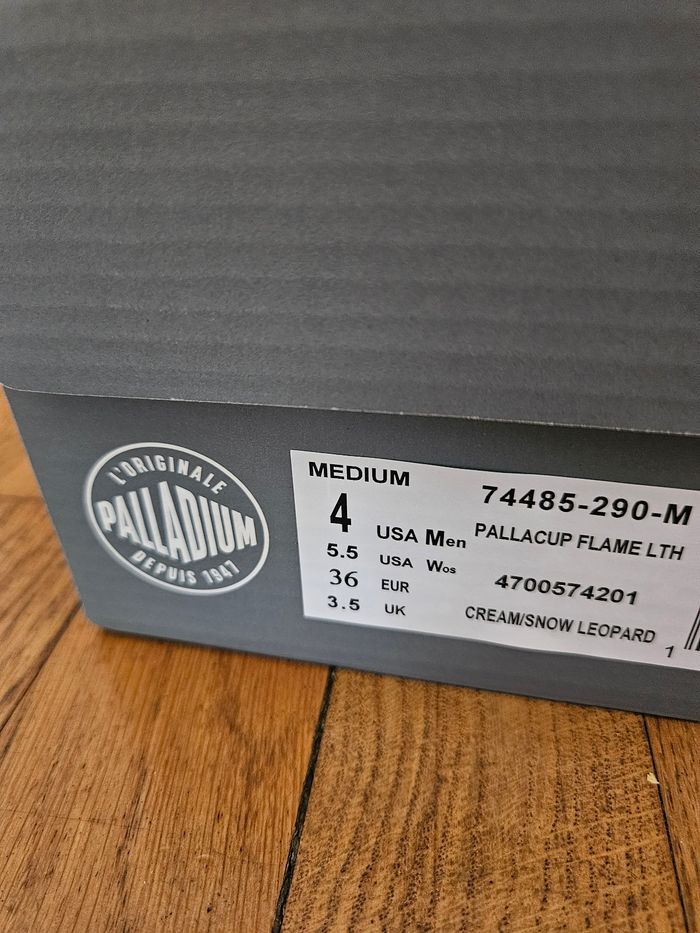 L'ORIGINALE
PALLADIUM
DEPUIS 1947
MEDIUM
4 USA Men
5.5 USA Wos
36 EUR
3.5 UK
74485-290-M
PALLACUP FLAME LTH
4700574201
CREAM/SNOW LEOPARD
1